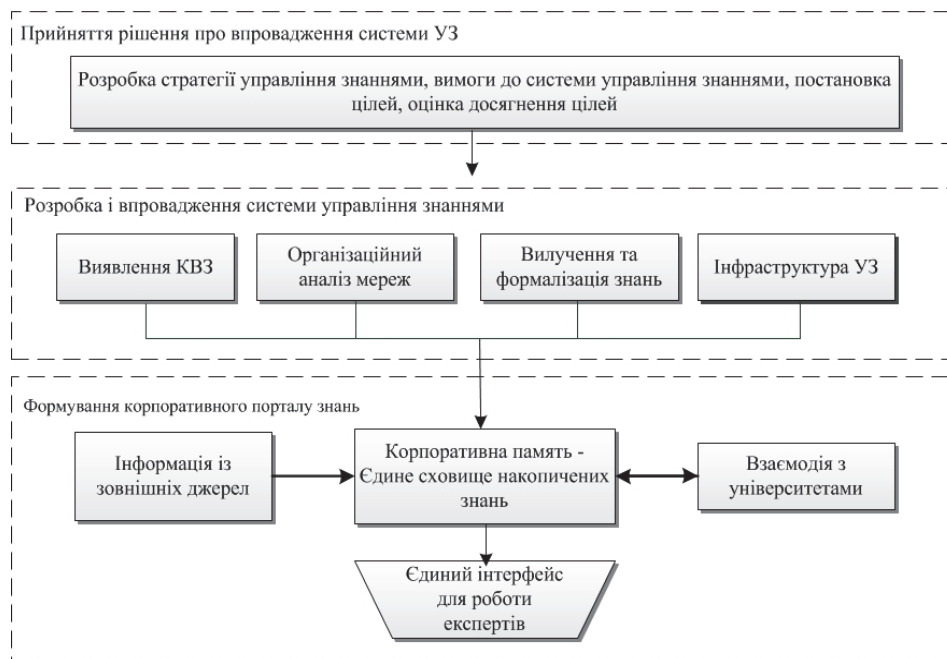 Прийняття рішення про впровадження системи УЗ
Розробка стратегії управління знаннями, вимоги до системи управління знаннями, постановка
цілей, оцінка досягнення цілей
Розробка і впровадження системи управління знаннями
Виявлення КВЗ
Організаційний
аналіз мереж
Вилучення та
формалізація знань
Інфраструктура УЗ
Формування корпоративного порталу знань
Інформація із
зовнішніх джерел
Корпоративна память -
Єдине сховище накопичених
знань
Взаємодія з
університетами
Єдиний інтерфейс
для роботи
експертів